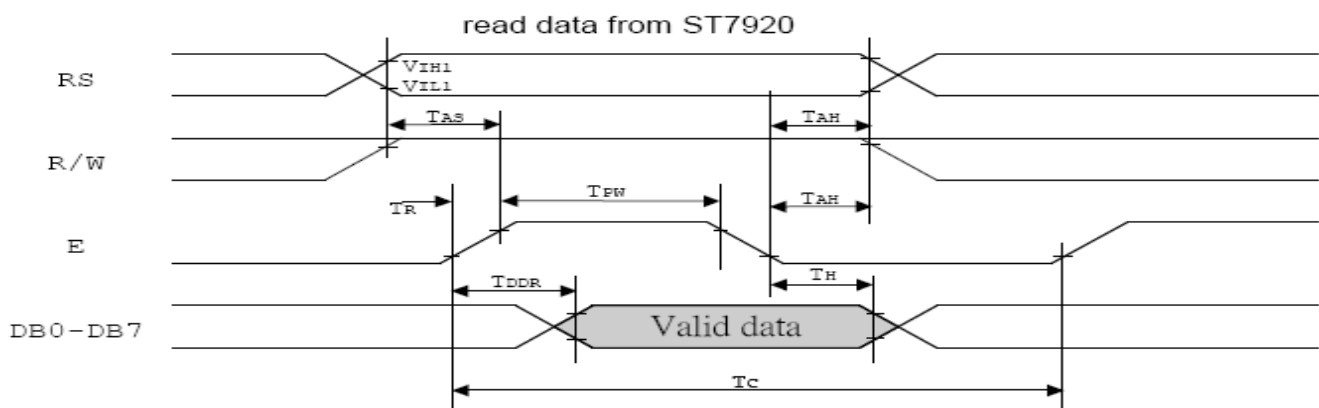 read data from ST7920
RS
VIH1
VIL1
TAS
TAH
R/W
TR
TPW
TAH
E
TDDR
TH
DB0-DB7
Valid data
TC